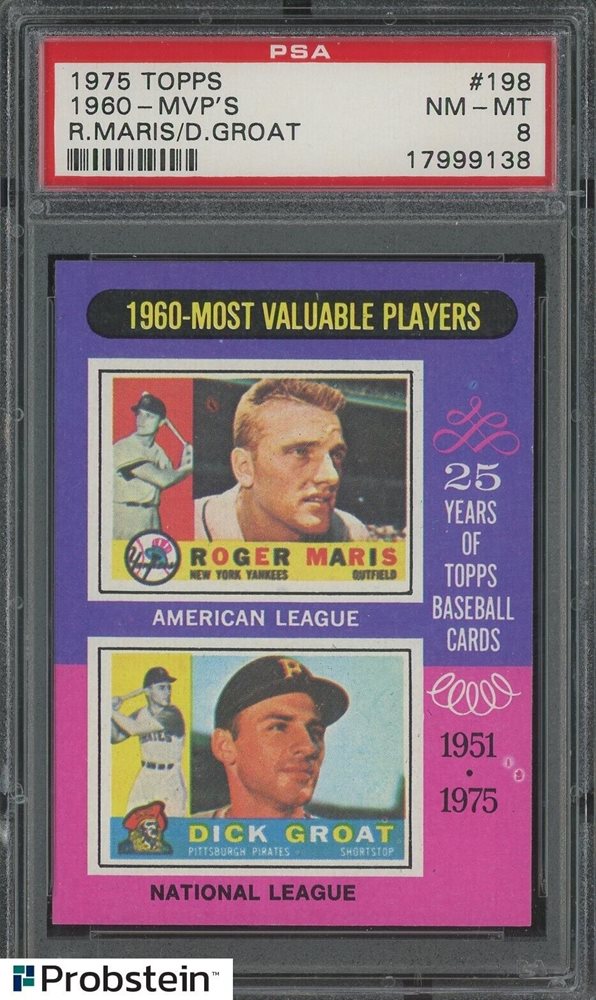 PSA
1975 TOPPS #198
1960-MVP'S NM-MT
R.MARIS/D.GROAT 8
17999138
1960-MOST VALUABLE PLAYERS
ROGER MARIS
NEW YORK YANKEES OUTFIELD
AMERICAN LEAGUE
25
YEARS
OF
TOPPS
BASEBALL
CARDS
DICK GROAT
PITTSBURGH PIRATES SHORTSTOP
NATIONAL LEAGUE
1951
•
1975
Probstein™